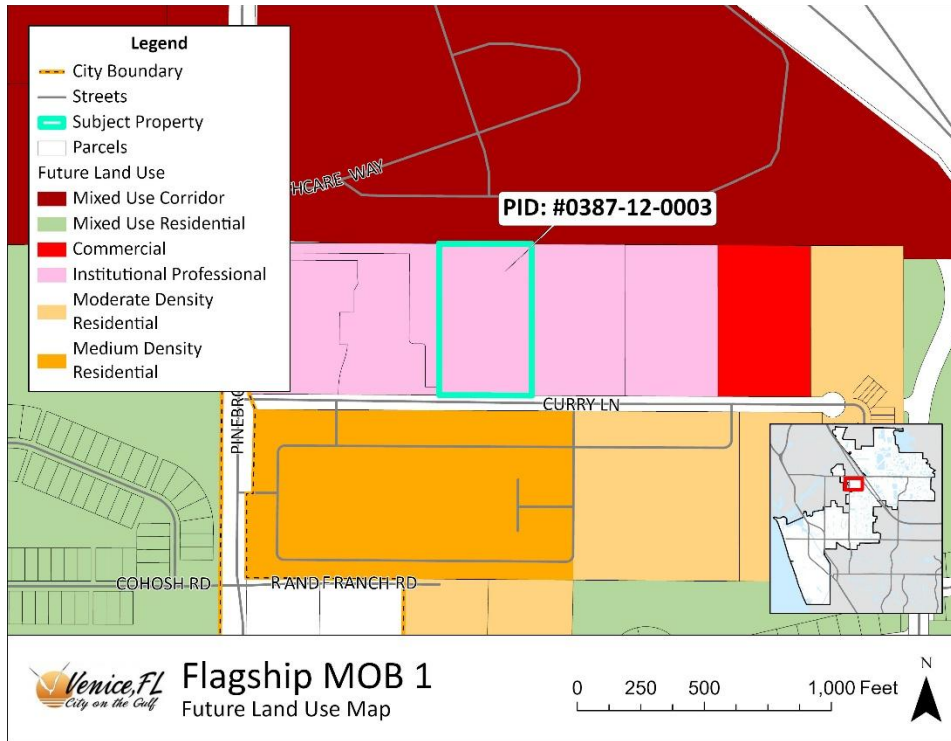 Legend
City Boundary
Streets
Subject Property
Parcels
Future Land Use
Mixed Use Corridor
Mixed Use Residential
Commercial
Institutional Professional
Moderate Density
Residential
Medium Density
Residential
HCARE WAY
PID: #0387-12-0003
CURRY LN
PINEBRO
COHOSH RD
R AND F RANCH RD
Venice, FL
City on the Gulf
Flagship MOB 1
Future Land Use Map
0 250 500 1,000 Feet
N